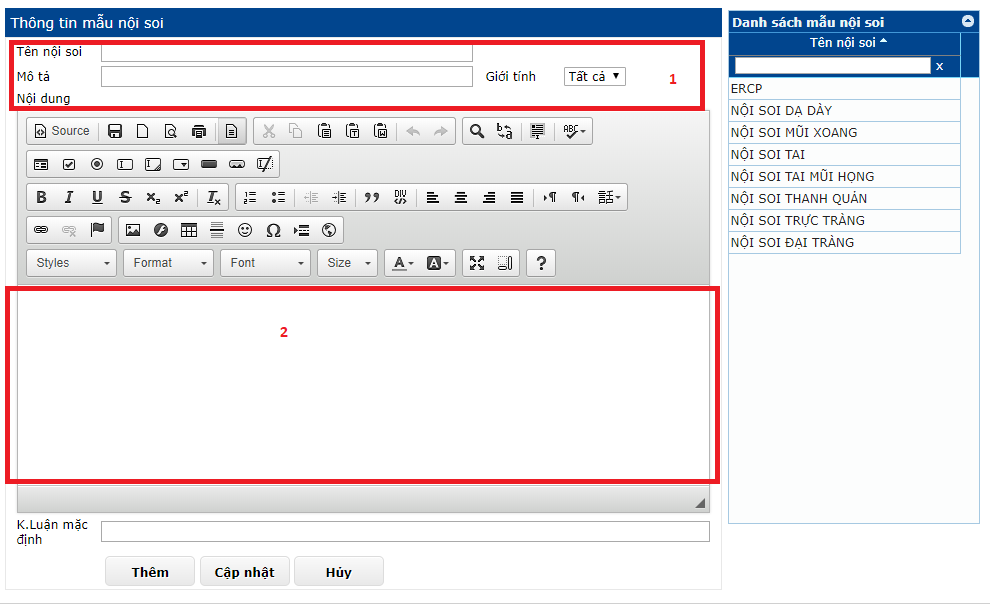 Thông tin mẫu nội soi
Tên nội soi
Mô tả
Giới tính
Tất cả
1
Nội dung
Source
Styles
Format
Font
Size
?
2
K.Luận mặc
định
Thêm
Cập nhật
Hủy
Danh sách mẫu nội soi
Tên nội soi
x
ERCP
NỘI SOI DẠ DÀY
NỘI SOI MŨI XOANG
NỘI SOI TAI
NỘI SOI TAI MŨI HỌNG
NỘI SOI THANH QUẢN
NỘI SOI TRỰC TRÀNG
NỘI SOI ĐẠI TRÀNG